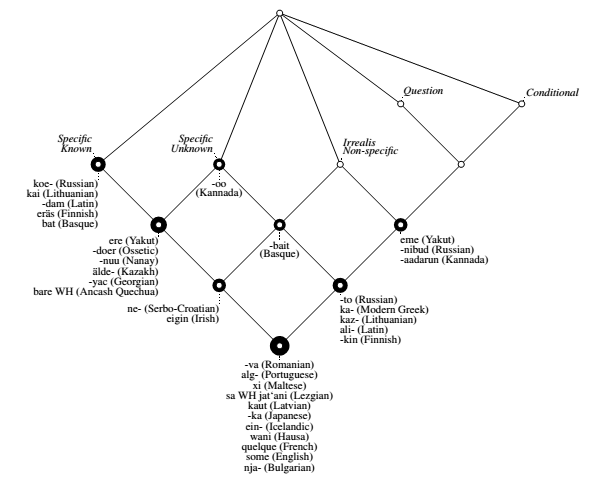 Question
Conditional
Specific
Known
Specific
Unknown
Irrealis
Non-specific
koe- (Russian)
kai (Lithuanian)
-dam (Latin)
eräs (Finnish)
bat (Basque)
-oo
(Kannada)
ere (Yakut)
-doer (Ossetic)
-nuu (Nanay)
älde- (Kazakh)
-yac (Georgian)
bare WH (Ancash Quechua)
-bait
(Basque)
eme (Yakut)
-nibud (Russian)
-aadarun (Kannada)
ne- (Serbo-Croatian)
eigin (Irish)
-to (Russian)
ka- (Modern Greek)
kaz- (Lithuanian)
ali- (Latin)
-kin (Finnish)
-va (Romanian)
alg- (Portuguese)
xi (Maltese)
sa WH jat‘ani (Lezgian)
kaut (Latvian)
-ka (Japanese)
ein- (Icelandic)
wani (Hausa)
quelque (French)
some (English)
nja- (Bulgarian)